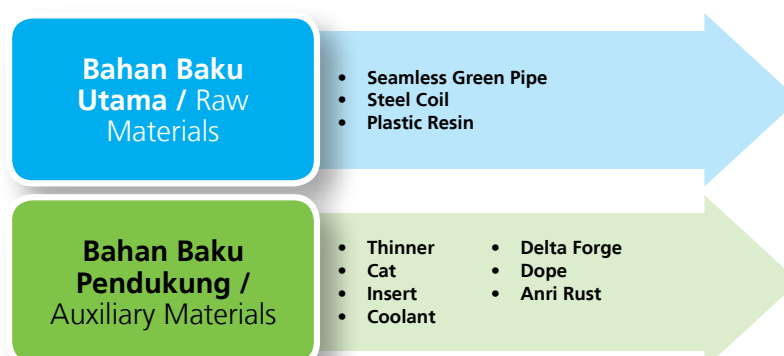 Bahan Baku
Utama / Raw
Materials
• Seamless Green Pipe
• Steel Coil
• Plastic Resin
Bahan Baku
Pendukung /
Auxiliary Materials
• Thinner
• Cat
• Insert
• Coolant
• Delta Forge
• Dope
• Anri Rust